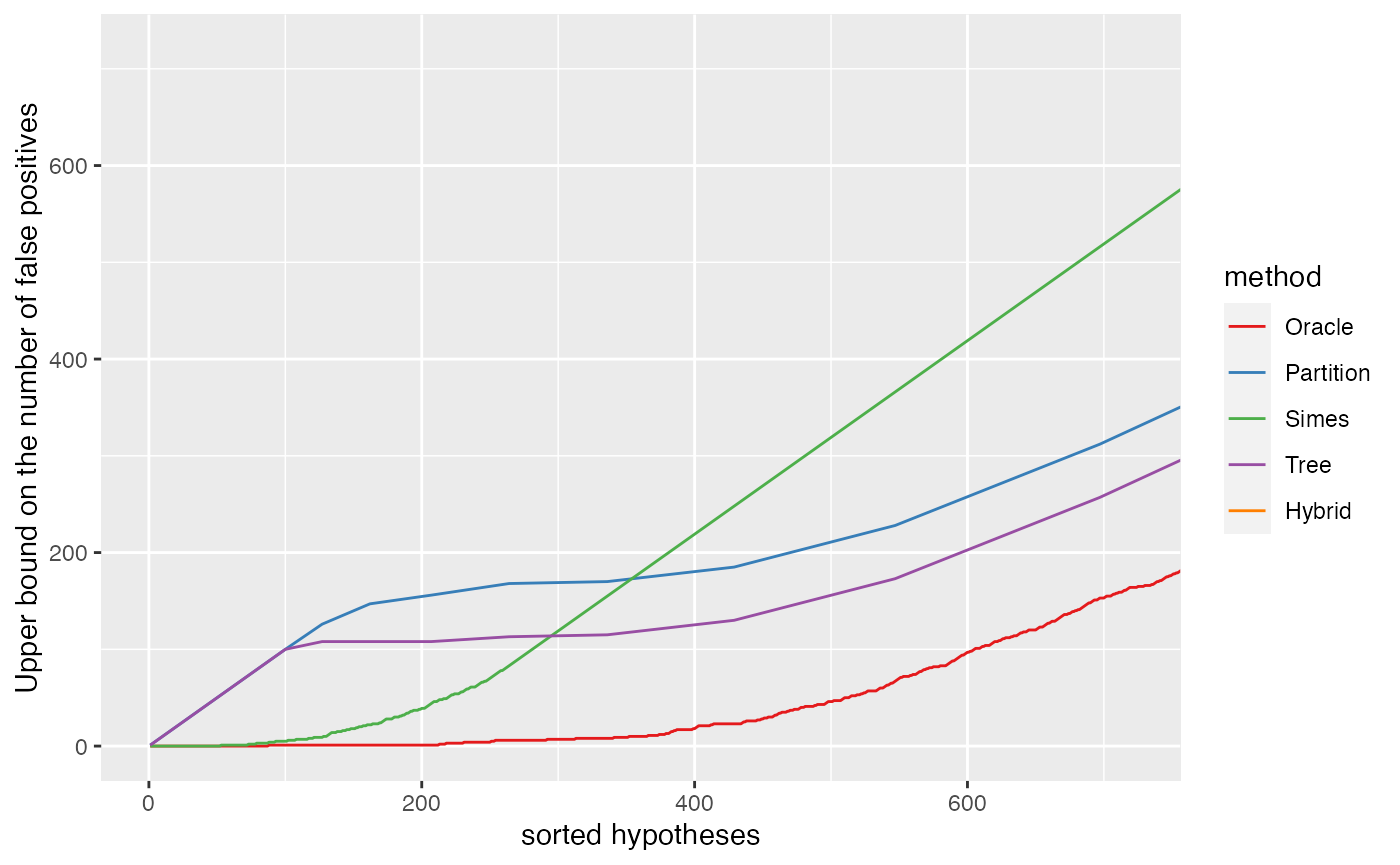 Upper bound on the number of false positives
600
400
200
0
0
200
400
600
sorted hypotheses
method
Oracle
Partition
Simes
Tree
Hybrid